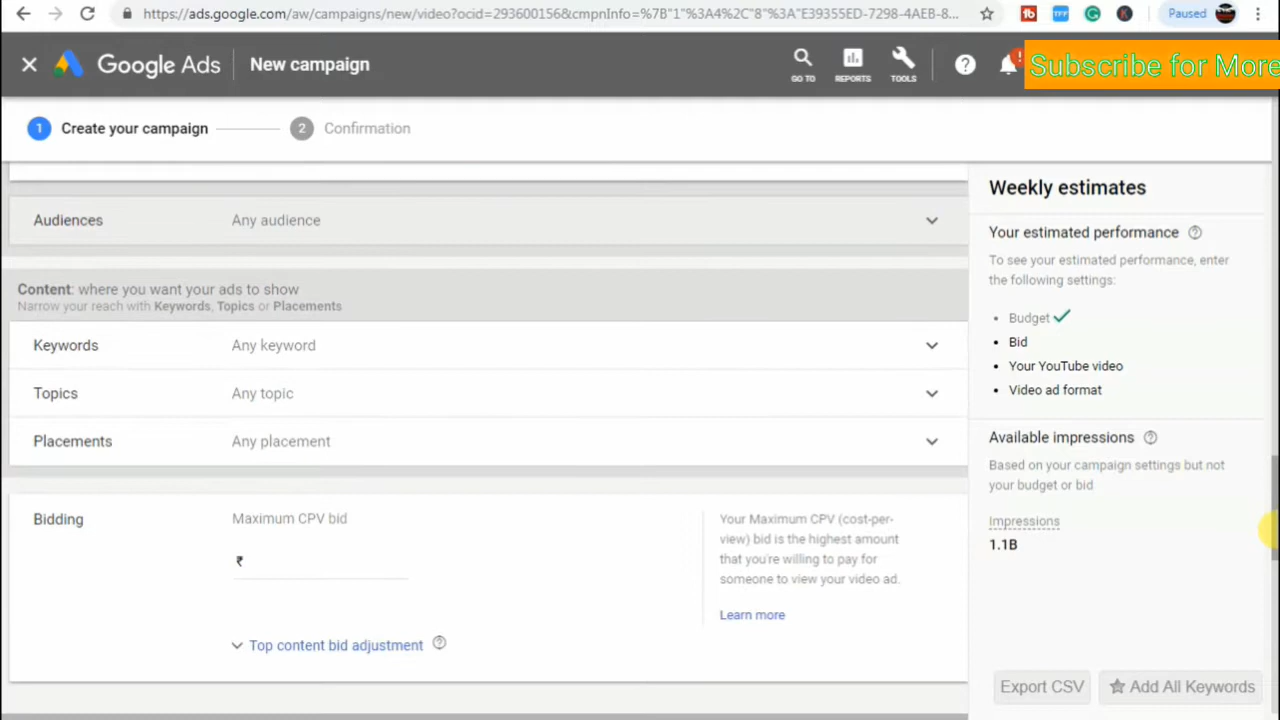 https://ads.google.com/aw/campaigns/new/video?ocid=293600156&cmpnInfo=%7B"1"%3A4%2C"8"%3A"E39355ED-7298-4AEB-8...
Paused
Google Ads
New campaign
GO TO
REPORTS
TOOLS
Subscribe for More
1 Create your campaign
2 Confirmation
Audiences Any audience
Content: where you want your ads to show
Narrow your reach with Keywords, Topics or Placements
Keywords Any keyword
Topics Any topic
Placements Any placement
Bidding
Maximum CPV bid
₹
Your Maximum CPV (cost-per-
view) bid is the highest amount
that you're willing to pay for
someone to view your video ad.
Learn more
Top content bid adjustment
Weekly estimates
Your estimated performance
To see your estimated performance, enter
the following settings:
• Budget
• Bid
• Your YouTube video
• Video ad format
Available impressions
Based on your campaign settings but not
your budget or bid
Impressions
1.1B
Export CSV
Add All Keywords